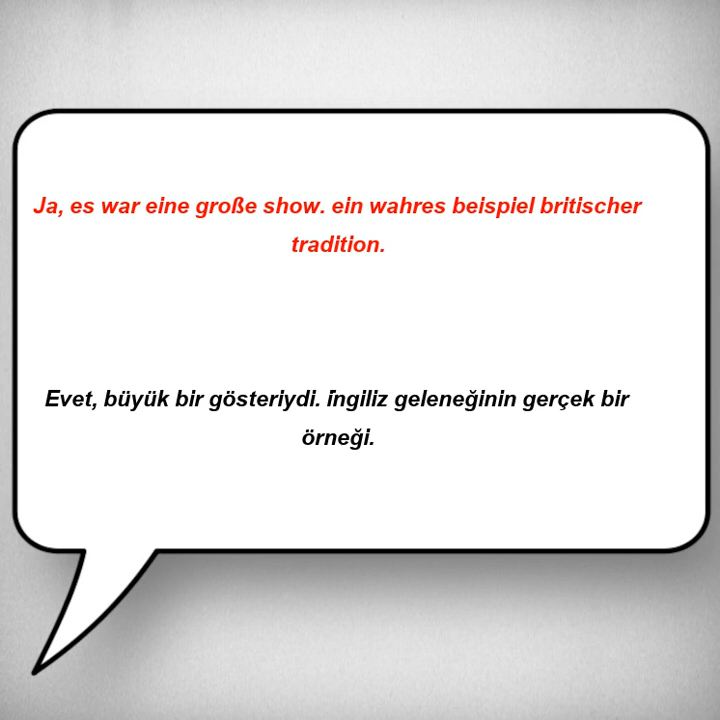 Ja, es war eine große show. ein wahres beispiel britischer
tradition.
Evet, büyük bir gösteriydi. i̇ngiliz geleneğinin gerçek bir
örneği.